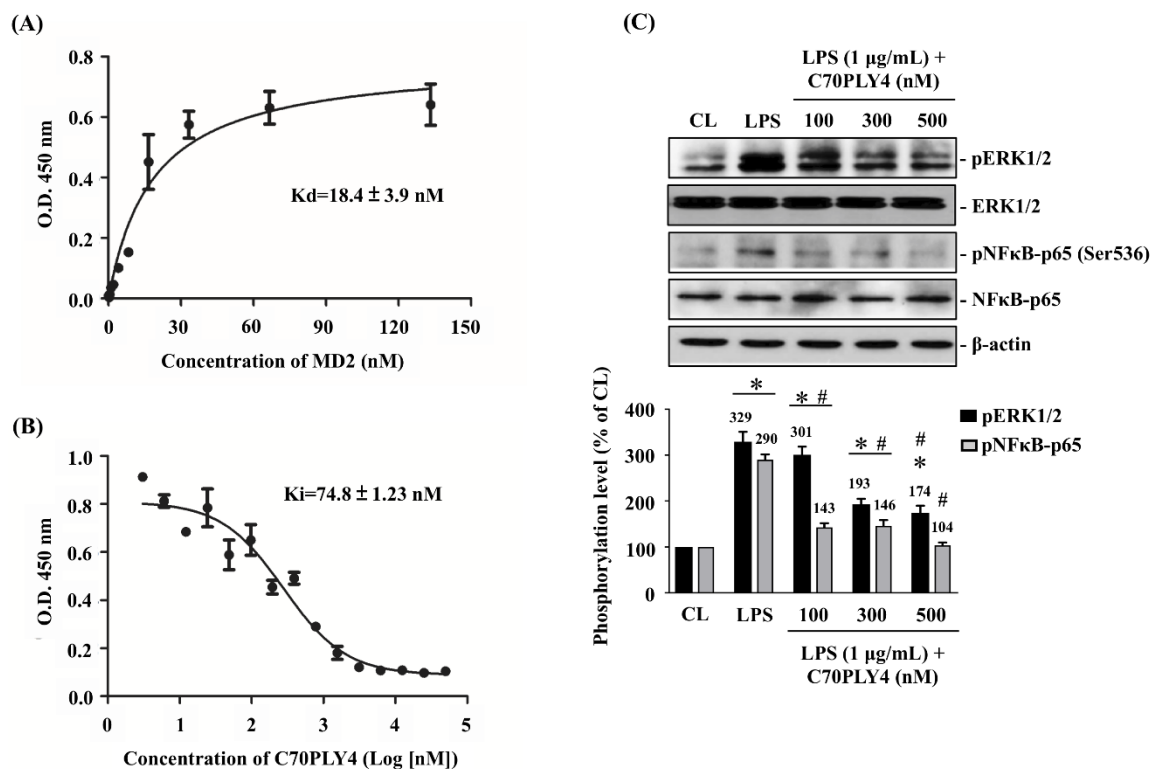 (A)
0.8
0.6
0.4
0.2
0.0
O.D. 450 nm
Kd=18.4 ± 3.9 nM
0 30 60 90 120 150
Concentration of MD2 (nM)
(B)
1.0
0.8
0.6
0.4
0.2
0.0
O.D. 450 nm
Ki=74.8 ± 1.23 nM
0 1 2 3 4 5
Concentration of C70PLY4 (Log [nM])
(C)
LPS (1 μg/mL) +
C70PLY4 (nM)
CL LPS 100 300 500
- pERK1/2
- ERK1/2
- pNFκB-p65 (Ser536)
- NFκB-p65
- β-actin
Phosphorylation level (% of CL)
400
300
200
100
0
* * # * # # * #
329 290 301 143 193 146 174 104
pERK1/2
pNFκB-p65
CL LPS 100 300 500
LPS (1 μg/mL) +
C70PLY4 (nM)